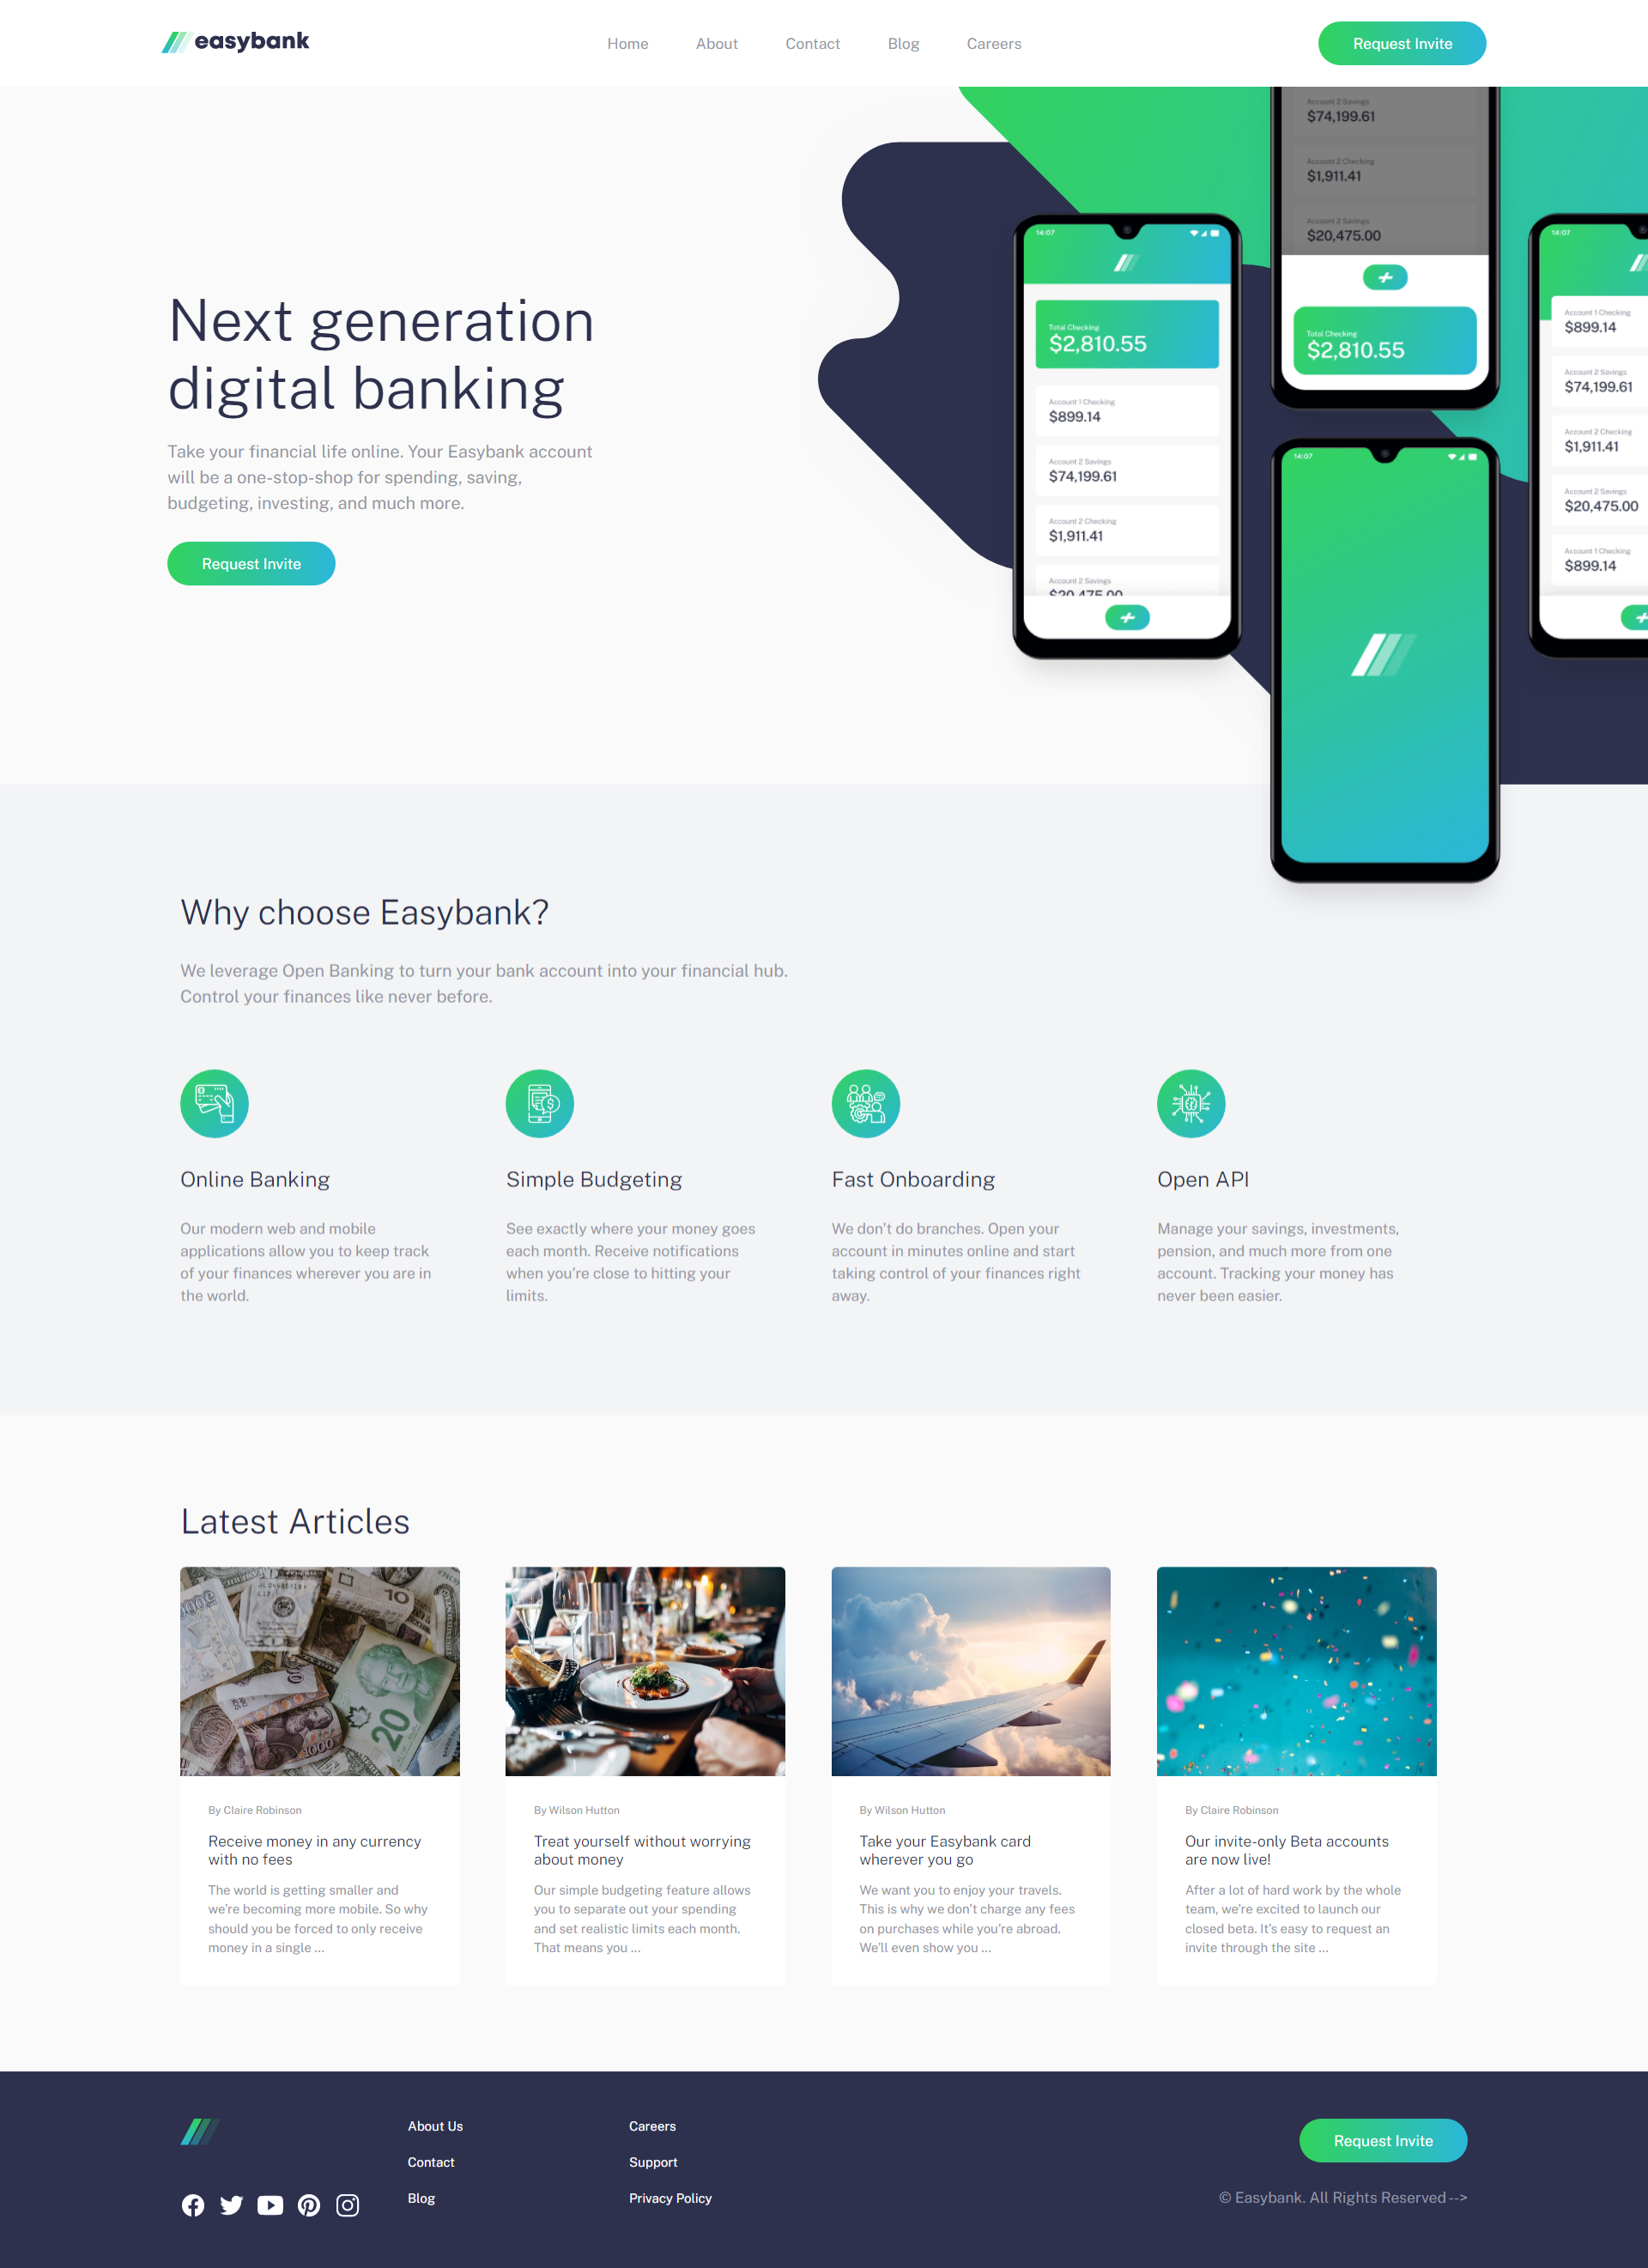 easybank
Home
About
Contact
Blog
Careers
Request Invite
Next generation
digital banking
Take your financial life online. Your Easybank account
will be a one-stop-shop for spending, saving,
budgeting, investing, and much more.
Request Invite
Account 2 Savings
$74,199.61
Account 2 Checking
$1,911.41
Account 2 Savings
$20,475.00
Total Checking
$2,810.55
14:07
Total Checking
$2,810.55
Account 1 Checking
$899.14
Account 2 Savings
$74,199.61
Account 2 Checking
$1,911.41
Account 2 Savings
$20,475.00
14:07
14:07
Account 1 Checking
$899.14
Account 2 Savings
$74,199.61
Account 2 Checking
$1,911.41
Account 2 Savings
$20,475.00
Account 1 Checking
$899.14
Why choose Easybank?
We leverage Open Banking to turn your bank account into your financial hub.
Control your finances like never before.
Online Banking
Our modern web and mobile
applications allow you to keep track
of your finances wherever you are in
the world.
Simple Budgeting
See exactly where your money goes
each month. Receive notifications
when you're close to hitting your
limits.
Fast Onboarding
We don't do branches. Open your
account in minutes online and start
taking control of your finances right
away.
Open API
Manage your savings, investments,
pension, and much more from one
account. Tracking your money has
never been easier.
Latest Articles
10
20
1000
By Claire Robinson
Receive money in any currency
with no fees
The world is getting smaller and
we're becoming more mobile. So why
should you be forced to only receive
money in a single ...
By Wilson Hutton
Treat yourself without worrying
about money
Our simple budgeting feature allows
you to separate out your spending
and set realistic limits each month.
That means you ...
By Wilson Hutton
Take your Easybank card
wherever you go
We want you to enjoy your travels.
This is why we don't charge any fees
on purchases while you're abroad.
We'll even show you ...
By Claire Robinson
Our invite-only Beta accounts
are now live!
After a lot of hard work by the whole
team, we're excited to launch our
closed beta. It's easy to request an
invite through the site ...
About Us
Contact
Blog
Careers
Support
Privacy Policy
Request Invite
© Easybank. All Rights Reserved -->